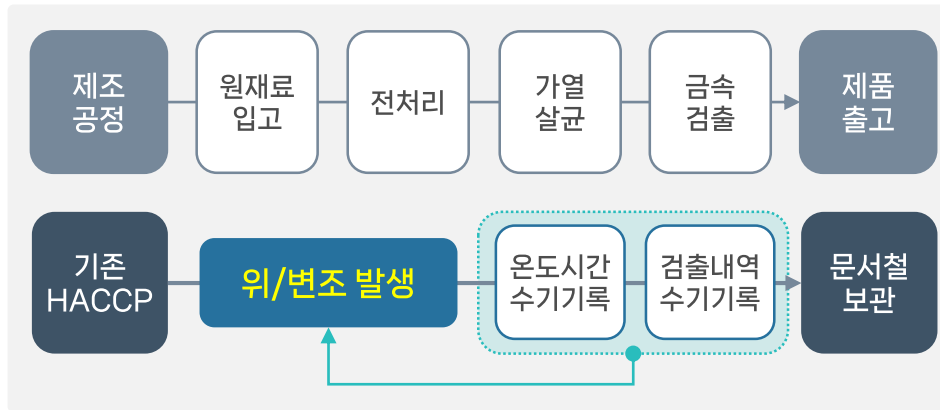 제조
공정
원재료
입고
전처리
가열
살균
금속
검출
제품
출고
기존
HACCP
위/변조 발생
온도시간
수기기록
검출내역
수기기록
문서철
보관